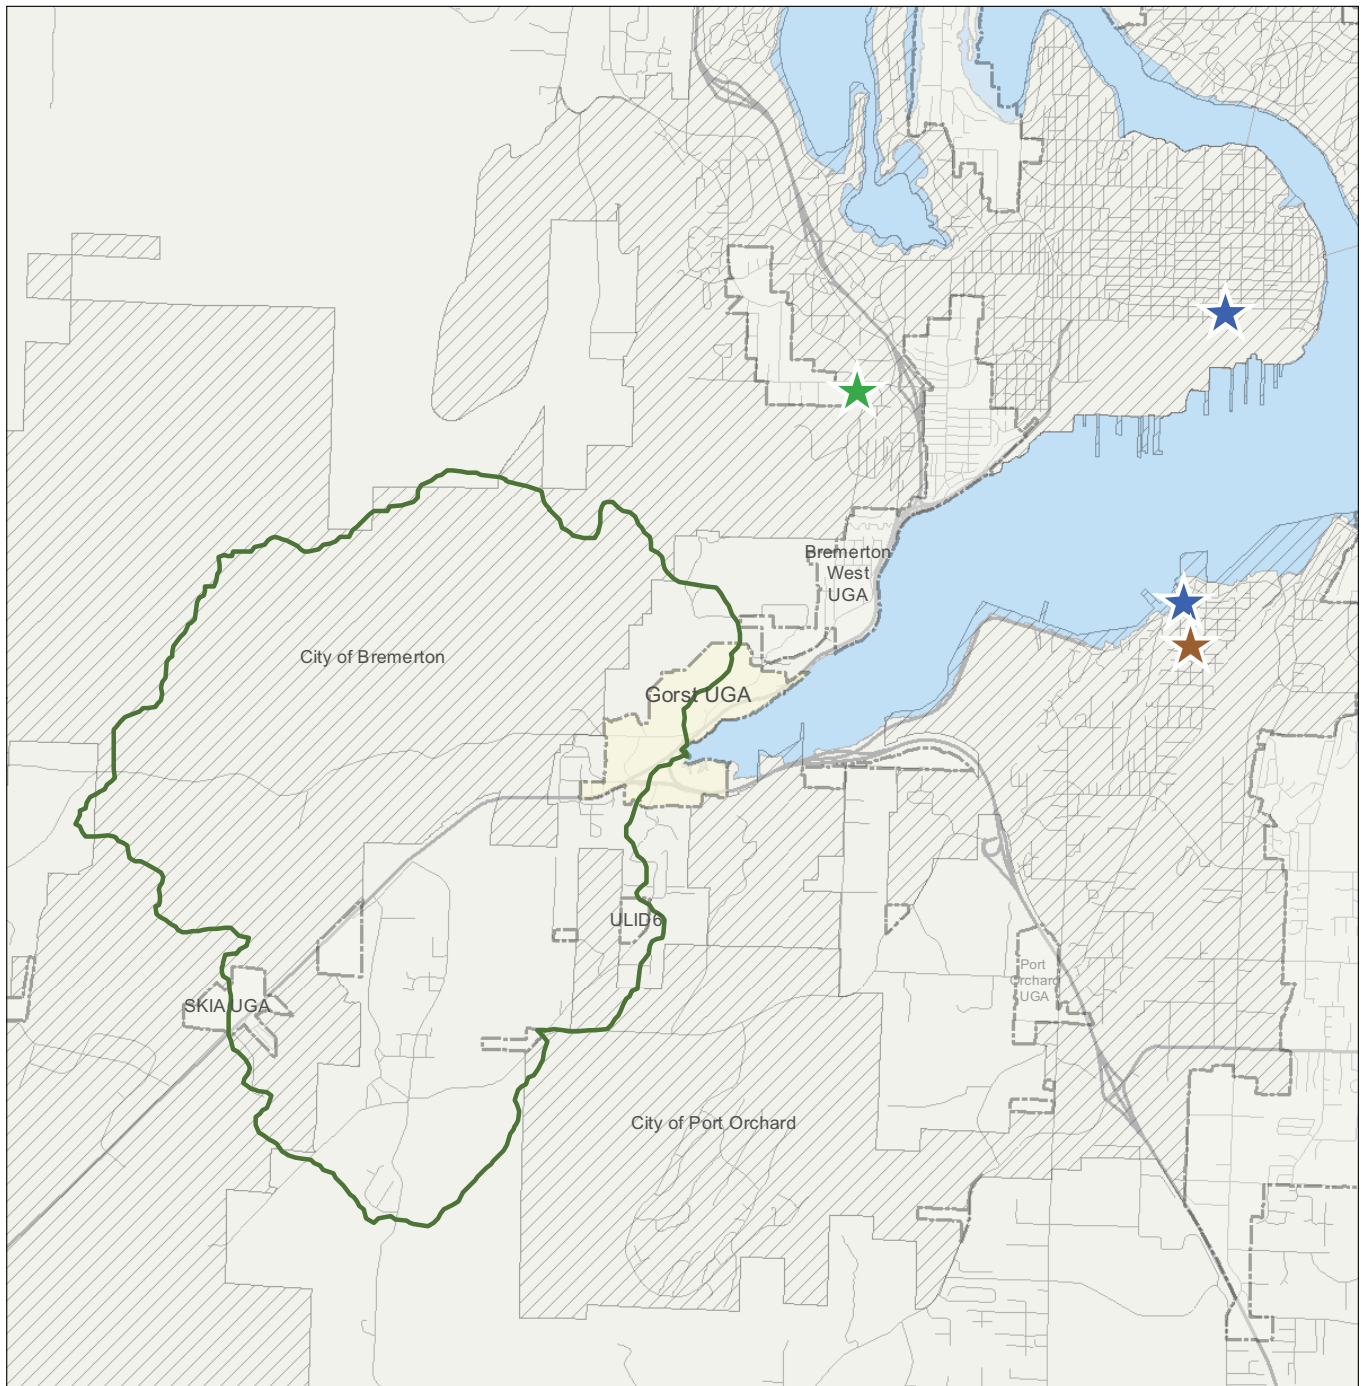 Bremerton
West
UGA
City of Bremerton
Gorst UGA
ULID6
Port
Orchard
UGA
SKIA UGA
City of Port Orchard